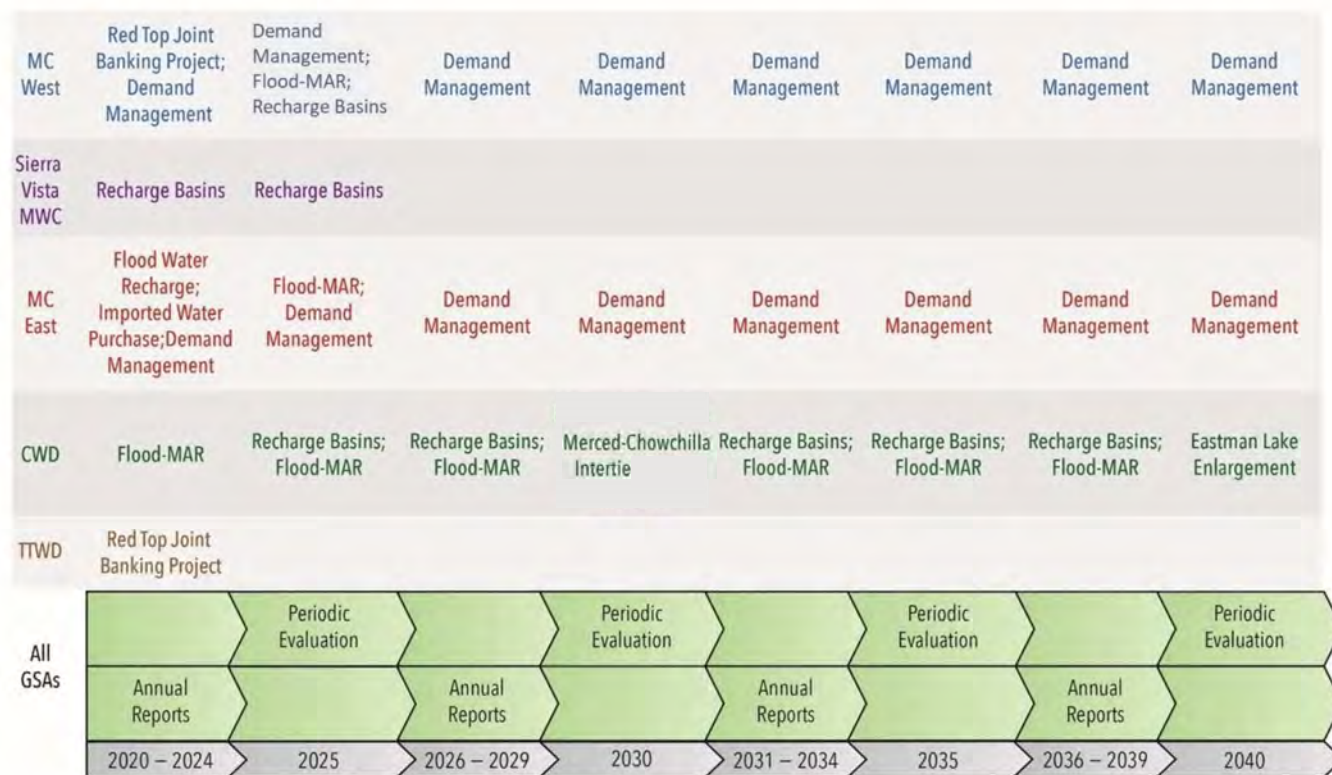 MC
West
Red Top Joint
Banking Project;
Demand
Management
Demand
Management;
Flood-MAR;
Recharge Basins
Demand
Management
Demand
Management
Demand
Management
Demand
Management
Demand
Management
Demand
Management
Sierra
Vista
MWC
Recharge Basins
Recharge Basins
MC
East
Flood Water
Recharge;
Imported Water
Purchase;Demand
Management
Flood-MAR;
Demand
Management
Demand
Management
Demand
Management
Demand
Management
Demand
Management
Demand
Management
Demand
Management
CWD
Flood-MAR
Recharge Basins;
Flood-MAR
Recharge Basins;
Flood-MAR
Merced-Chowchilla
Intertie
Recharge Basins;
Flood-MAR
Recharge Basins;
Flood-MAR
Recharge Basins;
Flood-MAR
Eastman Lake
Enlargement
TTWD
Red Top Joint
Banking Project
All
GSAs
Periodic
Evaluation
Periodic
Evaluation
Periodic
Evaluation
Periodic
Evaluation
Annual
Reports
Annual
Reports
Annual
Reports
Annual
Reports
2020 – 2024
2025
2026 – 2029
2030
2031 – 2034
2035
2036 – 2039
2040